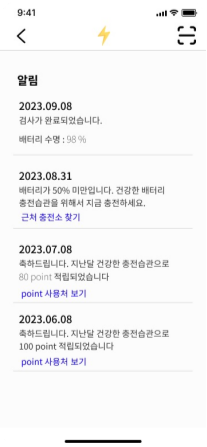 9:41
알림
2023.09.08
검사가 완료되었습니다.
배터리 수명 : 98 %
2023.08.31
배터리가 50% 미만입니다. 건강한 배터리
충전습관을 위해서 지금 충전하세요.
근처 충전소 찾기
2023.07.08
축하드립니다. 지난달 건강한 충전습관으로
80 point 적립되었습니다
point 사용처 보기
2023.06.08
축하드립니다. 지난달 건강한 충전습관으로
100 point 적립되었습니다
point 사용처 보기